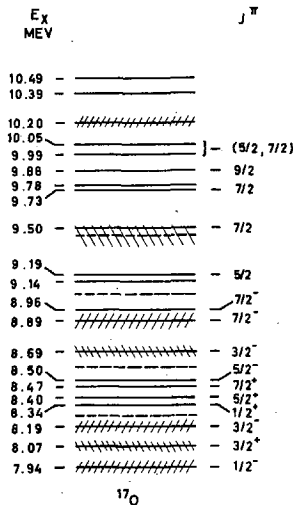 Ex J π
MEV
10.49 –
10.39 –
10.20 –
10.05
9.99 – } – (5/2, 7/2)
9.88 – – 9/2
9.78 – – 7/2
9.73
9.50 – – 7/2
9.19 – 5/2
9.14 –
8.96 – 7/2⁻
8.89 – – 7/2⁻
8.69 – – 3/2⁻
8.50 5/2⁻
8.47 – – 7/2⁺
8.40 – – 5/2⁺
8.34 1/2⁺
8.19 – – 3/2⁻
8.07 – – 3/2⁺
7.94 – – 1/2⁻
¹⁷O